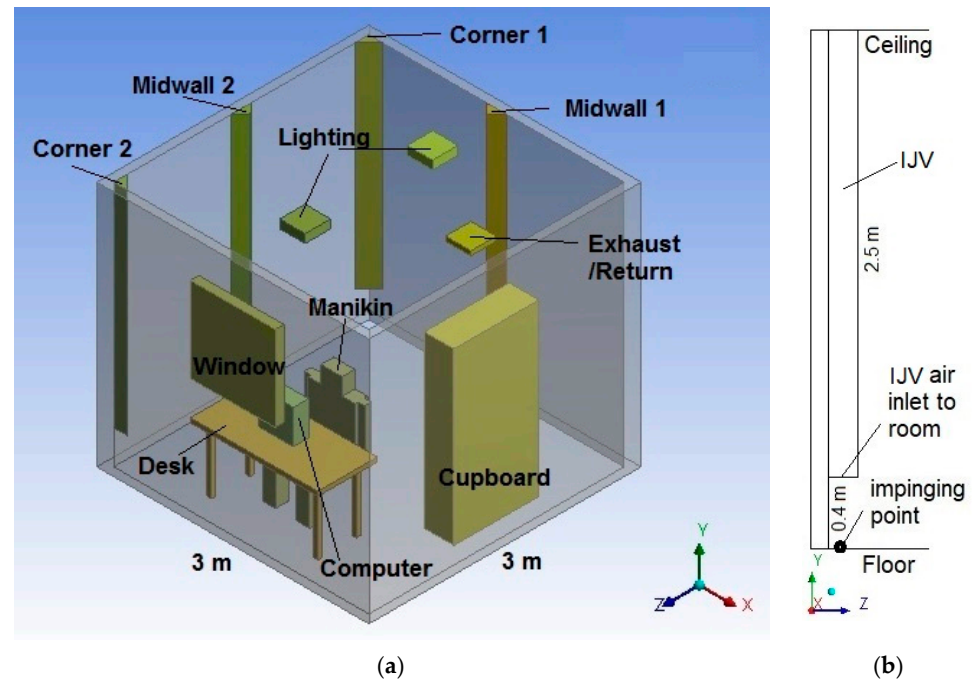 Corner 1
Midwall 2
Midwall 1
Lighting
Corner 2
Exhaust
/Return
Manikin
Window
Desk
Cupboard
3 m
Computer
3 m
Y
X
Z
(a)
Ceiling
IJV
2.5 m
IJV air
inlet to
room
0.4 m
impinging
point
Floor
Y
X
Z
(b)